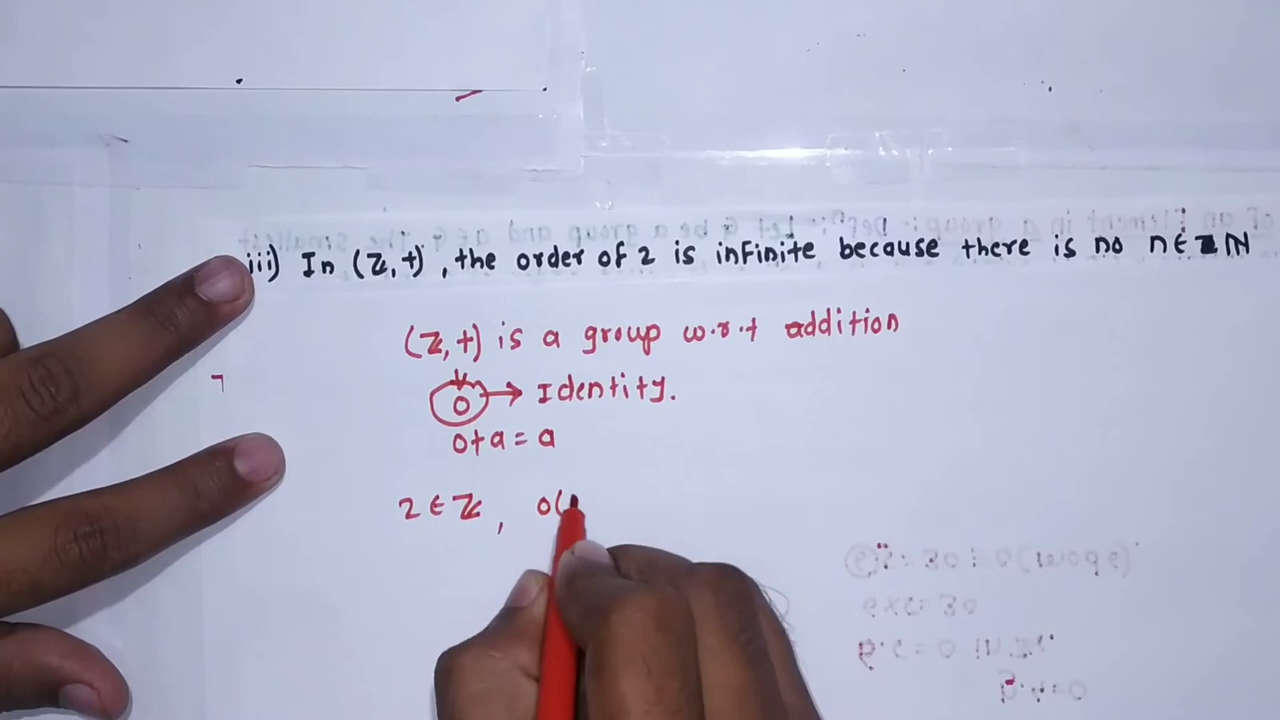 iii) In (ℤ,+), the order of 2 is infinite because there is no n∈ℕ
(ℤ,+) is a group w.r.t addition
0 → Identity.
0+a=a
2∈ℤ, o(